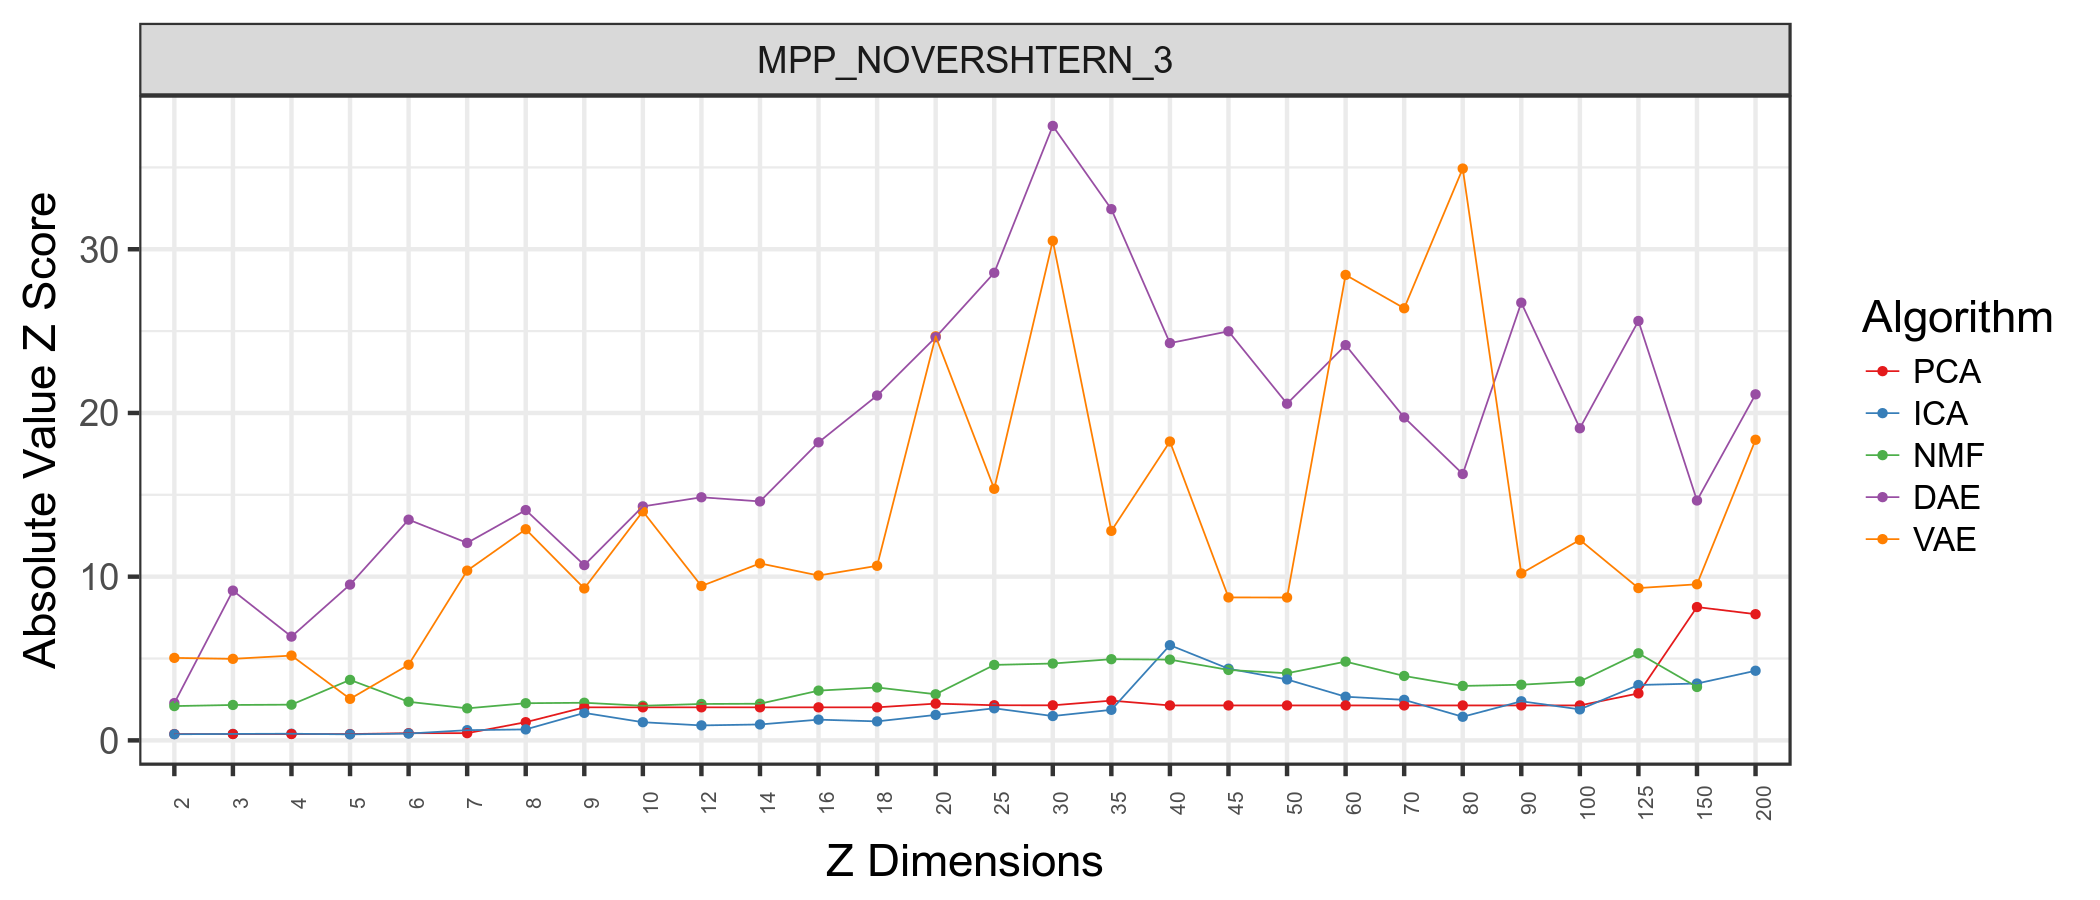 MPP_NOVERSHTERN_3
Absolute Value Z Score
30
20
10
0
2 3 4 5 6 7 8 9 10 12 14 16 18 20 25 30 35 40 45 50 60 70 80 90 100 125 150 200
Z Dimensions
Algorithm
PCA
ICA
NMF
DAE
VAE